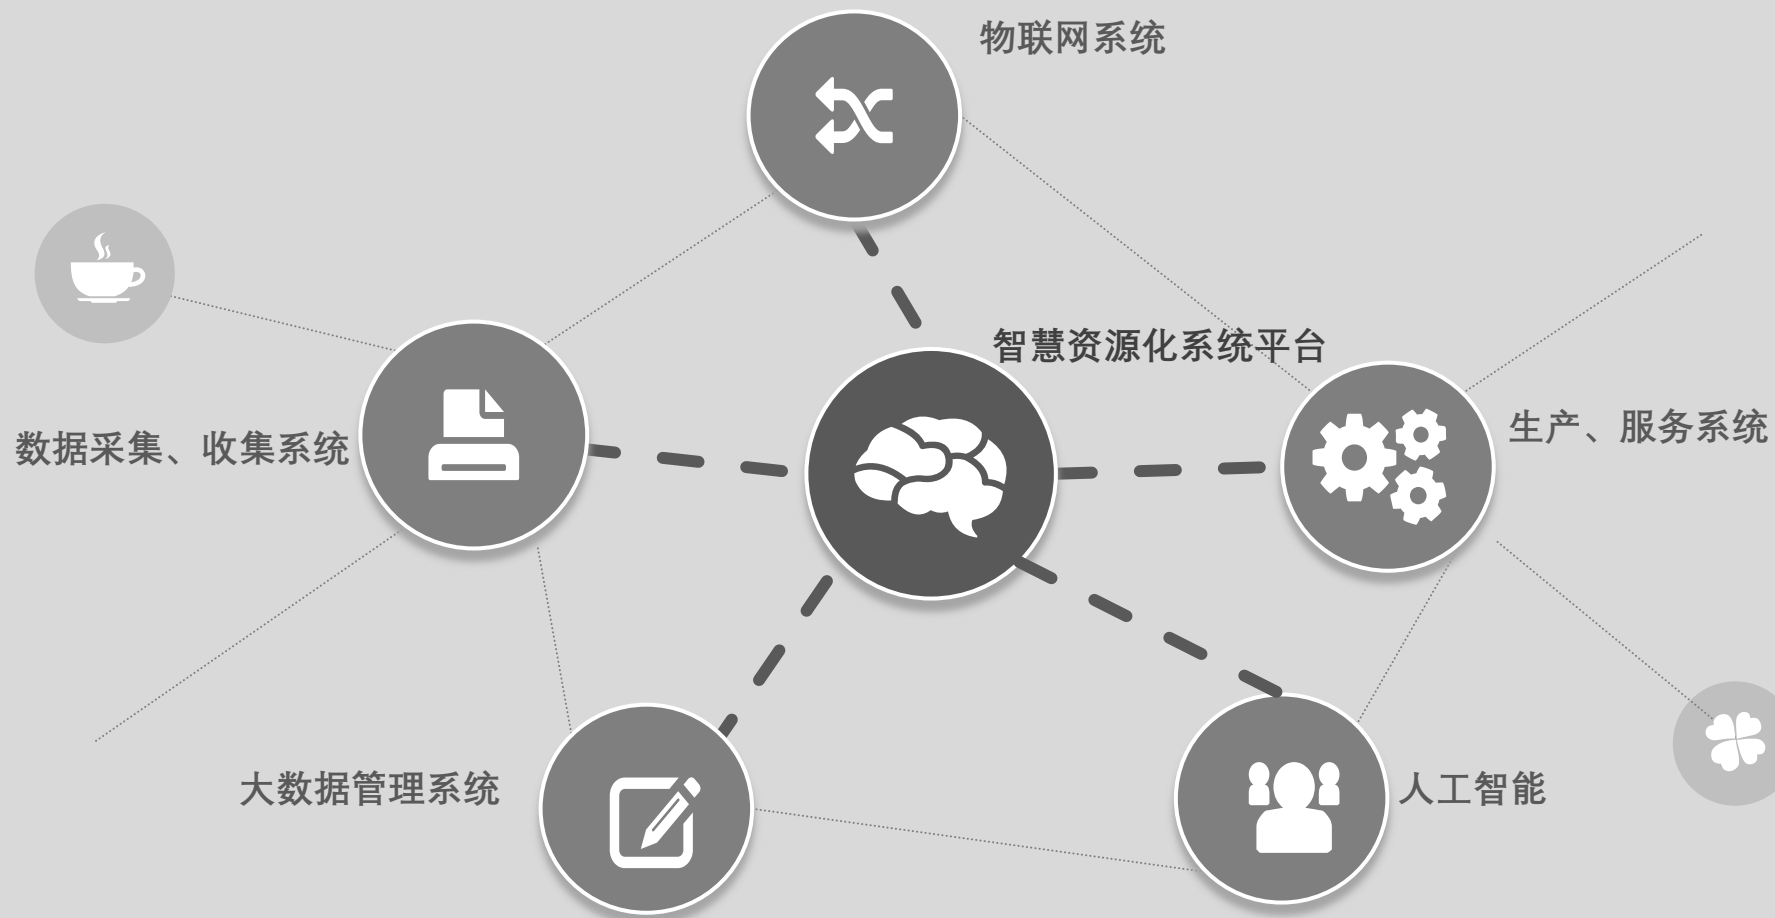 物联网系统
智慧资源化系统平台
生产、服务系统
数据采集、收集系统
大数据管理系统
人工智能